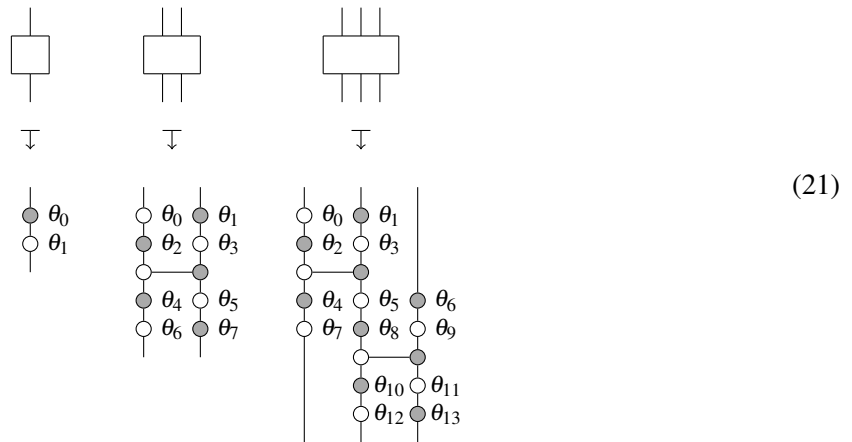 (21)
θ₀ θ₀ θ₁ θ₀ θ₁
θ₁ θ₂ θ₃ θ₂ θ₃
θ₄ θ₅ θ₄ θ₅ θ₆
θ₆ θ₇ θ₇ θ₈ θ₉
θ₁₀ θ₁₁
θ₁₂ θ₁₃